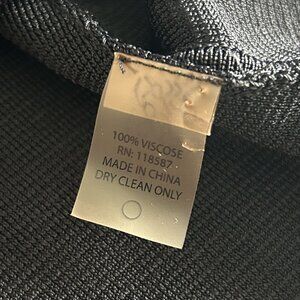 100% VISCOSE
RN: 118587
MADE IN CHINA
DRY CLEAN ONLY